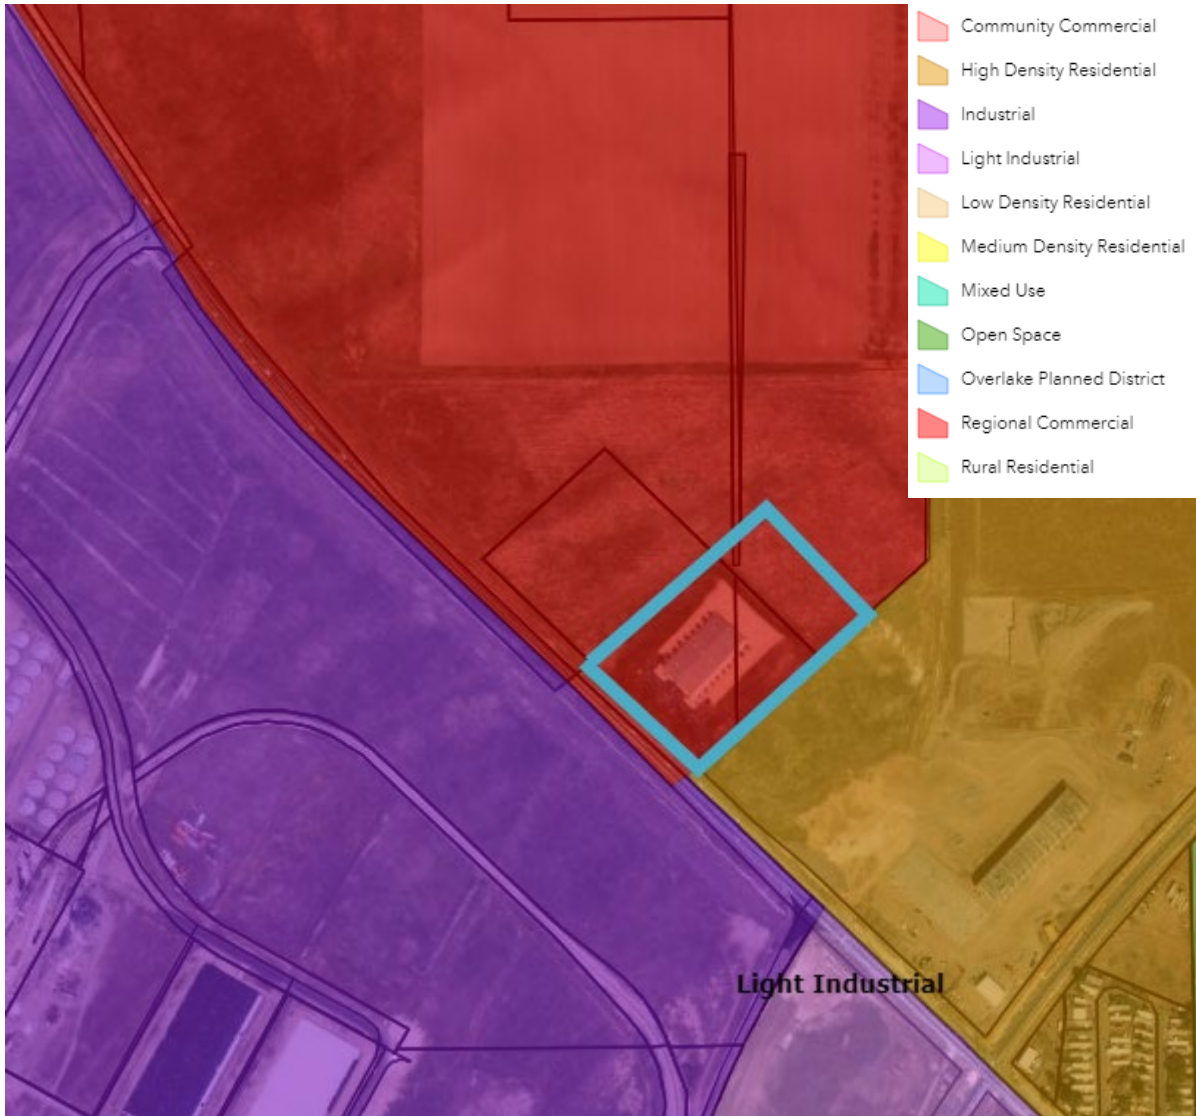 Community Commercial
High Density Residential
Industrial
Light Industrial
Low Density Residential
Medium Density Residential
Mixed Use
Open Space
Overlake Planned District
Regional Commercial
Rural Residential
Light Industrial